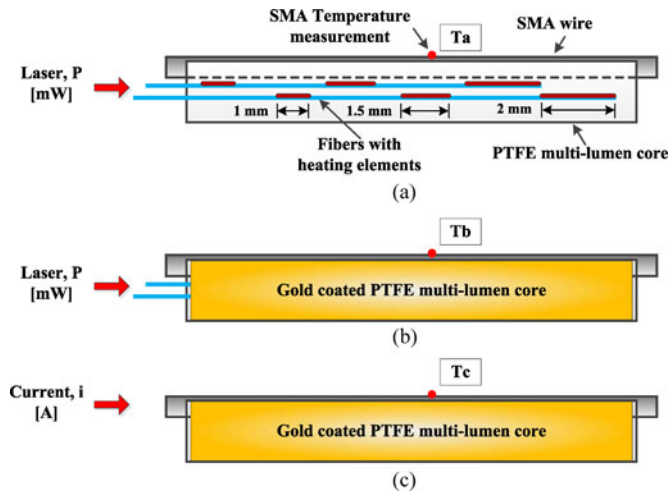 SMA Temperature
measurement
Ta
SMA wire
Laser, P
[mW]
1 mm
1.5 mm
2 mm
Fibers with
heating elements
PTFE multi-lumen core
(a)
Tb
Laser, P
[mW]
Gold coated PTFE multi-lumen core
(b)
Tc
Current, i
[A]
Gold coated PTFE multi-lumen core
(c)